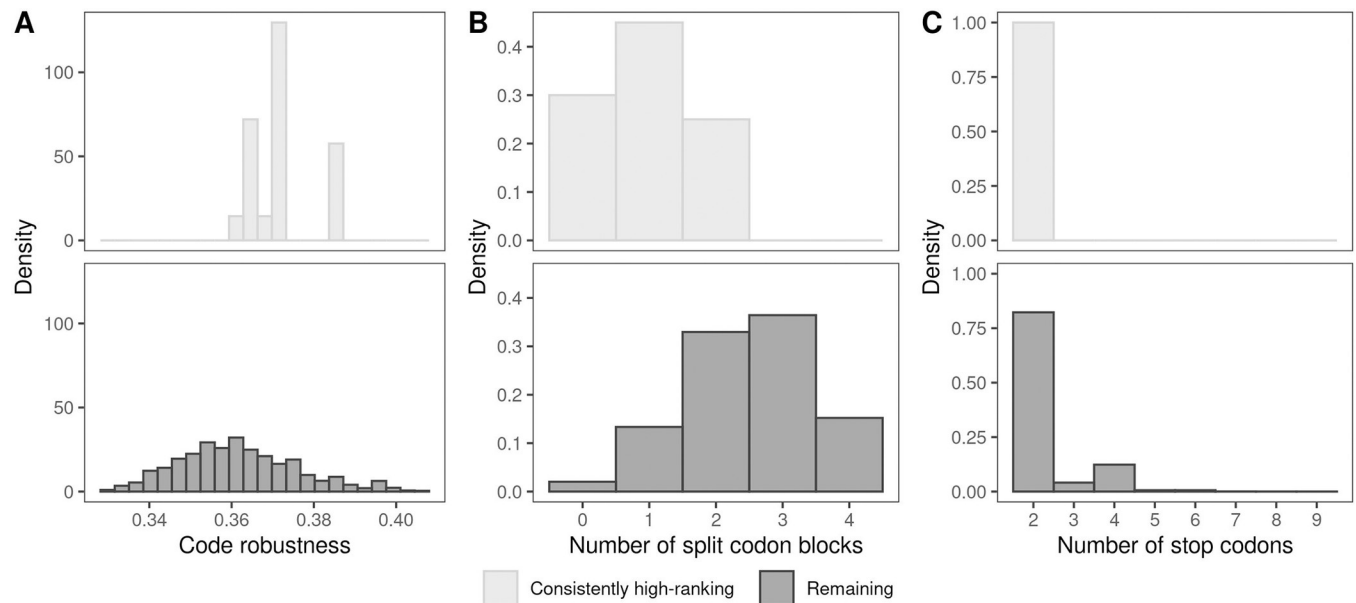 A
B
C
Density
100
50
0
100
50
0
0.34 0.36 0.38 0.40
Code robustness
Density
0.4
0.3
0.2
0.1
0.0
0.4
0.3
0.2
0.1
0.0
0 1 2 3 4
Number of split codon blocks
Density
1.00
0.75
0.50
0.25
0.00
1.00
0.75
0.50
0.25
0.00
2 3 4 5 6 7 8 9
Number of stop codons
Consistently high-ranking Remaining